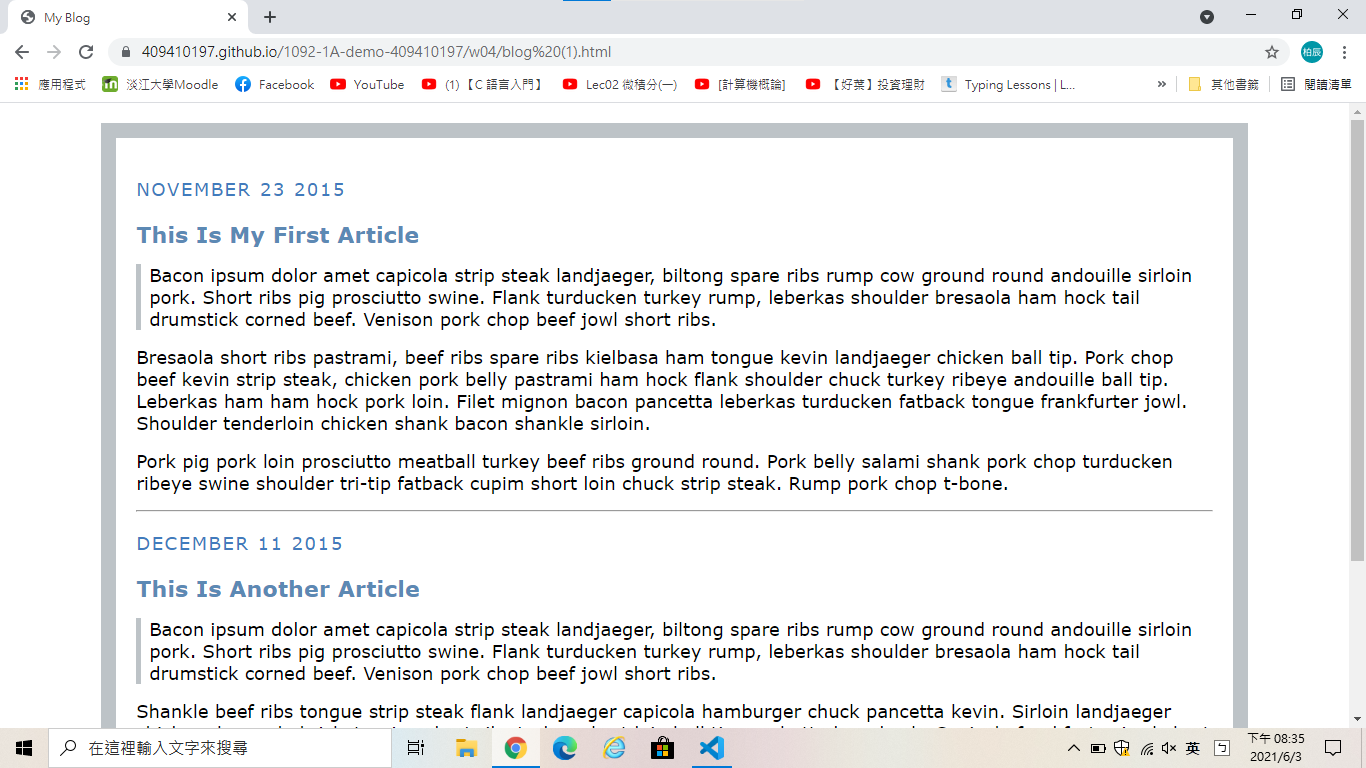 My Blog
409410197.github.io/1092-1A-demo-409410197/w04/blog%20(1).html
柏辰
應用程式 淡江大學Moodle Facebook YouTube (1)【C 語言入門】 Lec02 微積分(一) [計算機概論] 【好葉】投資理財 Typing Lessons | L... » 其他書籤 閱讀清單
NOVEMBER 23 2015
This Is My First Article
Bacon ipsum dolor amet capicola strip steak landjaeger, biltong spare ribs rump cow ground round andouille sirloin
pork. Short ribs pig prosciutto swine. Flank turducken turkey rump, leberkas shoulder bresaola ham hock tail
drumstick corned beef. Venison pork chop beef jowl short ribs.
Bresaola short ribs pastrami, beef ribs spare ribs kielbasa ham tongue kevin landjaeger chicken ball tip. Pork chop
beef kevin strip steak, chicken pork belly pastrami ham hock flank shoulder chuck turkey ribeye andouille ball tip.
Leberkas ham ham hock pork loin. Filet mignon bacon pancetta leberkas turducken fatback tongue frankfurter jowl.
Shoulder tenderloin chicken shank bacon shankle sirloin.
Pork pig pork loin prosciutto meatball turkey beef ribs ground round. Pork belly salami shank pork chop turducken
ribeye swine shoulder tri-tip fatback cupim short loin chuck strip steak. Rump pork chop t-bone.
DECEMBER 11 2015
This Is Another Article
Bacon ipsum dolor amet capicola strip steak landjaeger, biltong spare ribs rump cow ground round andouille sirloin
pork. Short ribs pig prosciutto swine. Flank turducken turkey rump, leberkas shoulder bresaola ham hock tail
drumstick corned beef. Venison pork chop beef jowl short ribs.
Shankle beef ribs tongue strip steak flank landjaeger capicola hamburger chuck pancetta kevin. Sirloin landjaeger
在這裡輸入文字來搜尋
英 ㄅ
下午 08:35
2021/6/3